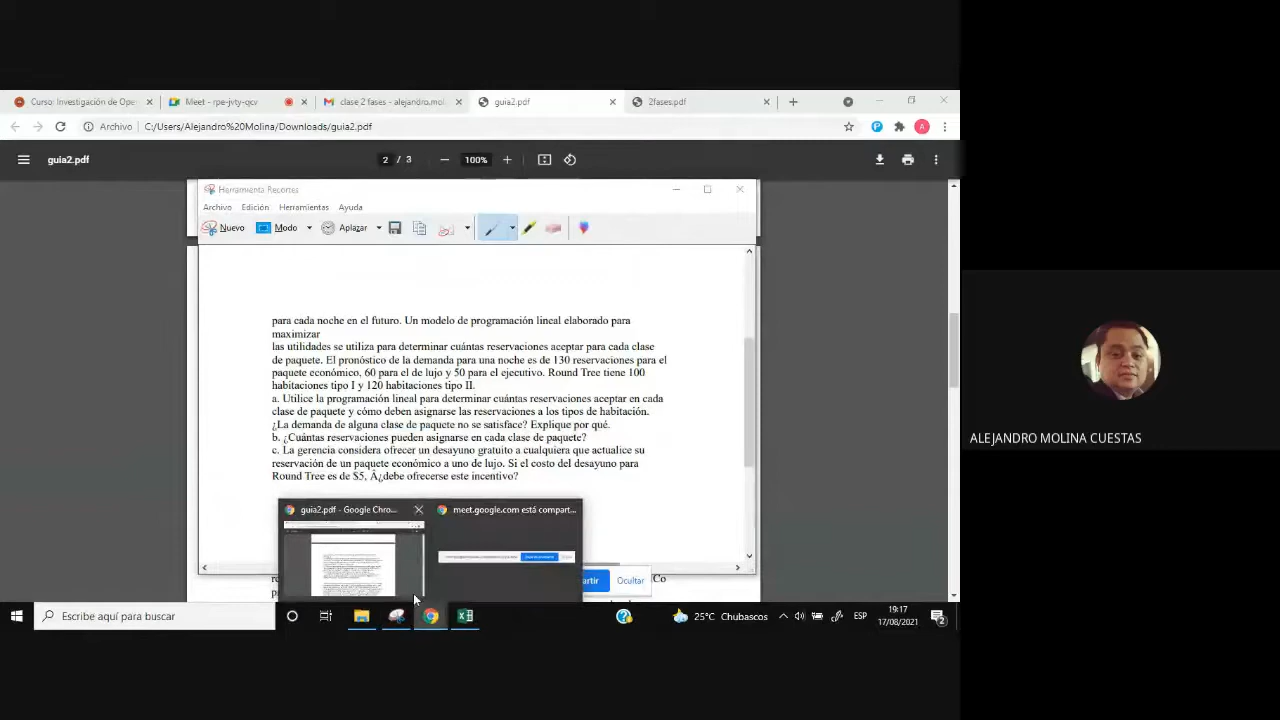 Curso: Investigación de Ope
Meet - rpe-jvty-qcv
clase 2 fases - alejandro.mol
guia2.pdf
2fases.pdf
Archivo
C:/Users/Alejandro%20Molina/Downloads/guia2.pdf
A
guia2.pdf
2 / 3
100%
Herramienta Recortes
Archivo Edición Herramientas Ayuda
Nuevo Modo Aplazar
para cada noche en el futuro. Un modelo de programación lineal elaborado para
maximizar
las utilidades se utiliza para determinar cuántas reservaciones aceptar para cada clase
de paquete. El pronóstico de la demanda para una noche es de 130 reservaciones para el
paquete económico, 60 para el de lujo y 50 para el ejecutivo. Round Tree tiene 100
habitaciones tipo I y 120 habitaciones tipo II.
a. Utilice la programación lineal para determinar cuántas reservaciones aceptar en cada
clase de paquete y cómo deben asignarse las reservaciones a los tipos de habitación.
¿La demanda de alguna clase de paquete no se satisface? Explique por qué.
b. ¿Cuántas reservaciones pueden asignarse en cada clase de paquete?
c. La gerencia considera ofrecer un desayuno gratuito a cualquiera que actualice su
reservación de un paquete económico a uno de lujo. Si el costo del desayuno para
Round Tree es de $5, Â¿debe ofrecerse este incentivo?
guia2.pdf - Google Chro...
meet.google.com está compart...
rtir
Ocultar
Co
Escribe aquí para buscar
25°C Chubascos
ESP
19:17
17/08/2021
2
ALEJANDRO MOLINA CUESTAS